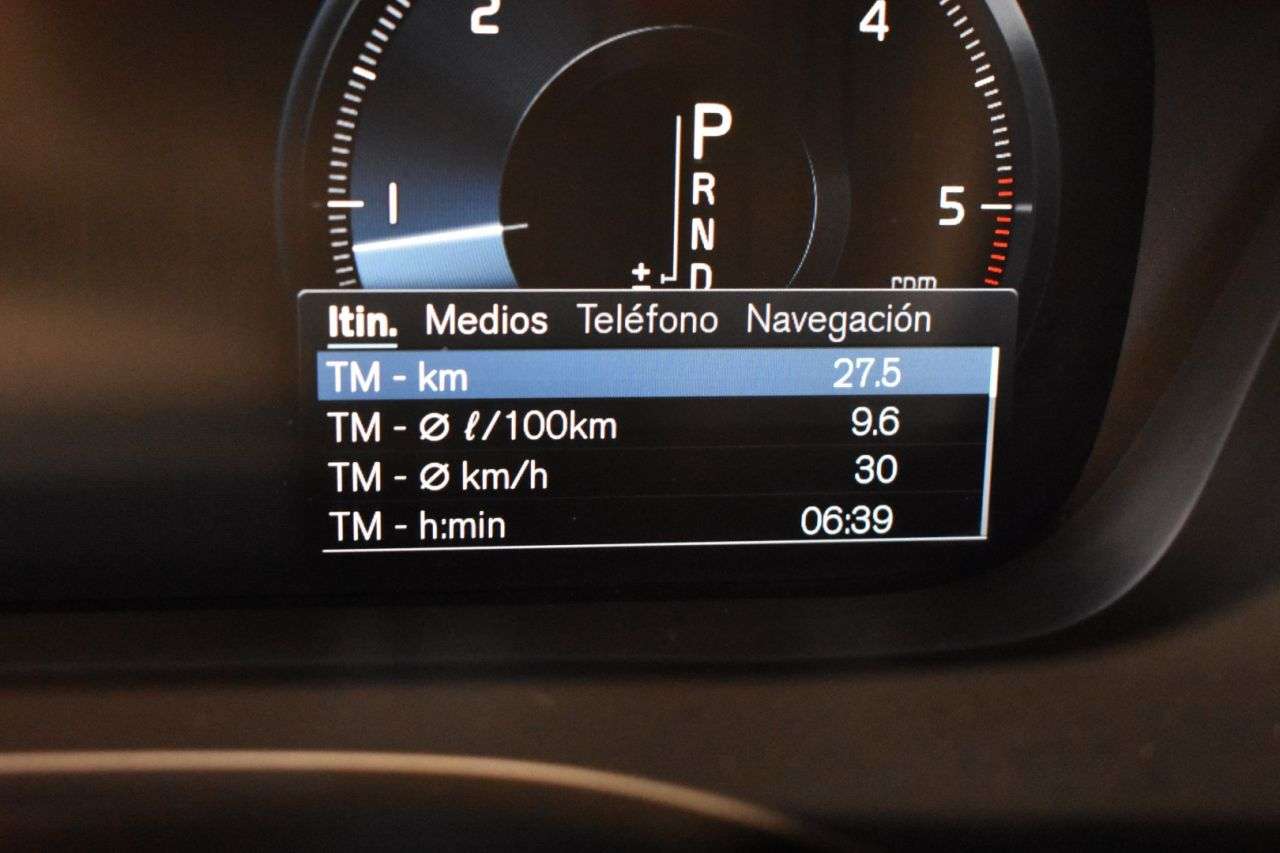 2 4
P
R
1 5
N
± D
rpm
Itin. Medios Teléfono Navegación
TM - km 27.5
TM - Ø ℓ/100km 9.6
TM - Ø km/h 30
TM - h:min 06:39